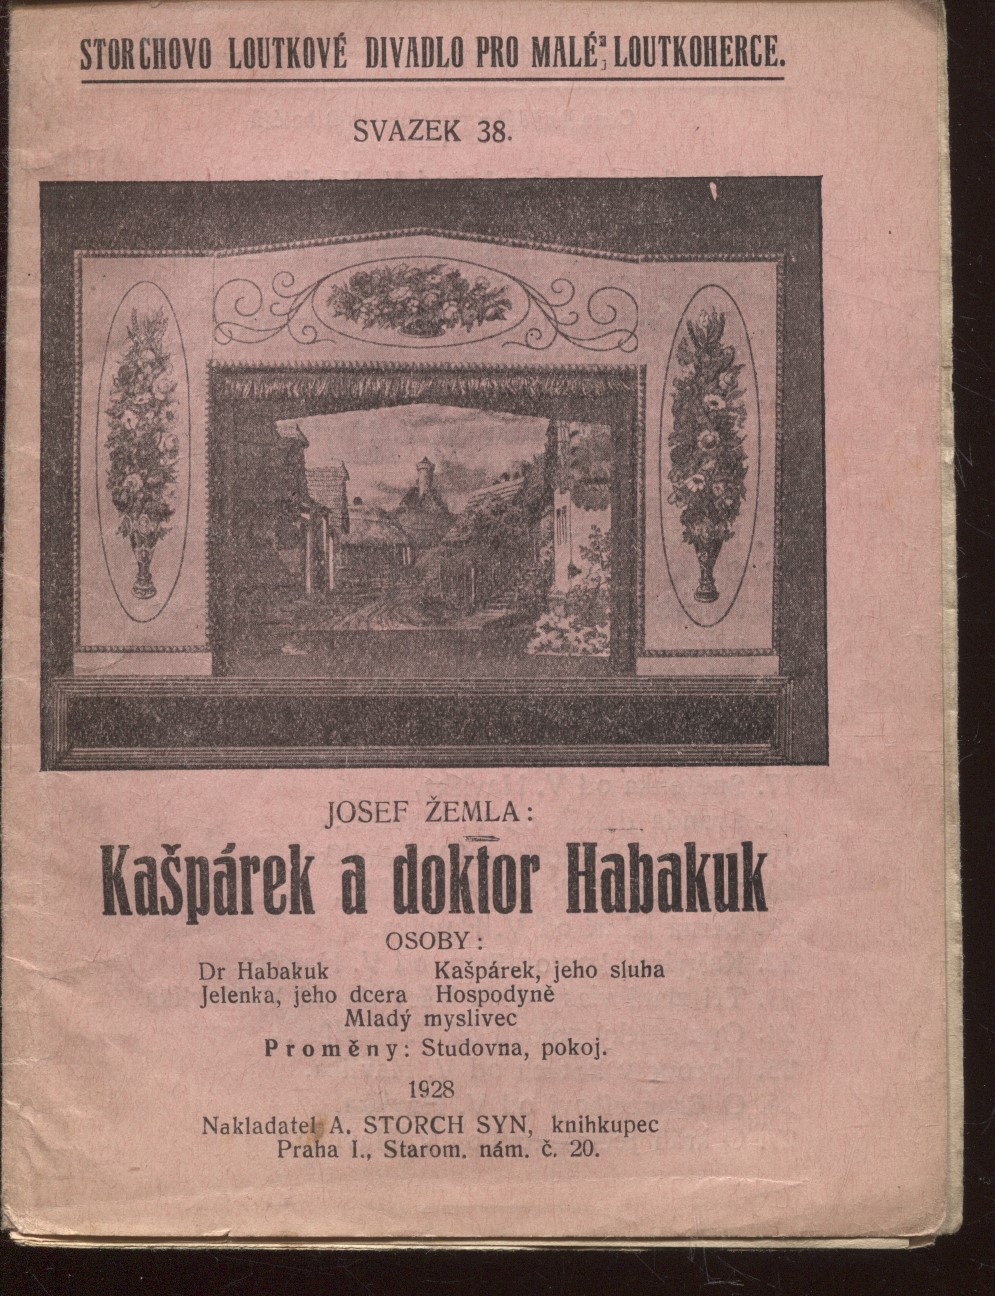 STORCHOVO LOUTKOVÉ DIVADLO PRO MALÉ LOUTKOHERCE.
SVAZEK 38.
JOSEF ŽEMLA:
Kašpárek a doktor Habakuk
OSOBY:
Dr Habakuk Kašpárek, jeho sluha
Jelenka, jeho dcera Hospodyně
Mladý myslivec
Proměny: Studovna, pokoj.
1928
Nakladatel A. STORCH SYN, knihkupec
Praha I., Starom. nám. č. 20.